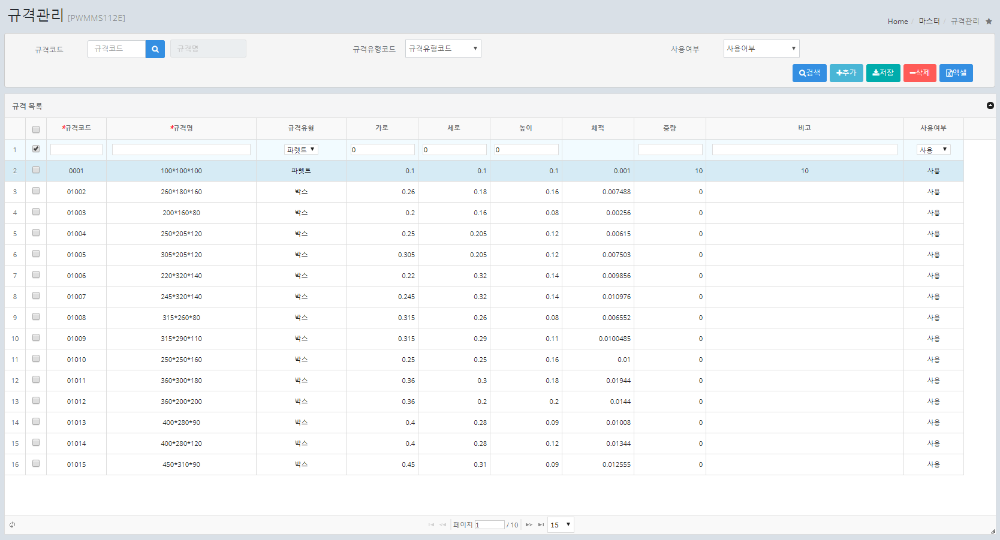 규격관리 [PWMMS112E]
Home / 마스터 / 규격관리
규격코드 규격코드 규격명 규격유형코드 규격유형코드 사용여부 사용여부
검색 추가 저장 삭제 엑셀
규격 목록
*규격코드 *규격명 규격유형 가로 세로 높이 체적 중량 비고 사용여부
1 파렛트 0 0 0 사용
2 0001 100*100*100 파렛트 0.1 0.1 0.1 0.001 10 10 사용
3 01002 260*180*160 박스 0.26 0.18 0.16 0.007488 0 사용
4 01003 200*160*80 박스 0.2 0.16 0.08 0.00256 0 사용
5 01004 250*205*120 박스 0.25 0.205 0.12 0.00615 0 사용
6 01005 305*205*120 박스 0.305 0.205 0.12 0.007503 0 사용
7 01006 220*320*140 박스 0.22 0.32 0.14 0.009856 0 사용
8 01007 245*320*140 박스 0.245 0.32 0.14 0.010976 0 사용
9 01008 315*260*80 박스 0.315 0.26 0.08 0.006552 0 사용
10 01009 315*290*110 박스 0.315 0.29 0.11 0.0100485 0 사용
11 01010 250*250*160 박스 0.25 0.25 0.16 0.01 0 사용
12 01011 360*300*180 박스 0.36 0.3 0.18 0.01944 0 사용
13 01012 360*200*200 박스 0.36 0.2 0.2 0.0144 0 사용
14 01013 400*280*90 박스 0.4 0.28 0.09 0.01008 0 사용
15 01014 400*280*120 박스 0.4 0.28 0.12 0.01344 0 사용
16 01015 450*310*90 박스 0.45 0.31 0.09 0.012555 0 사용
페이지 1 / 10 15